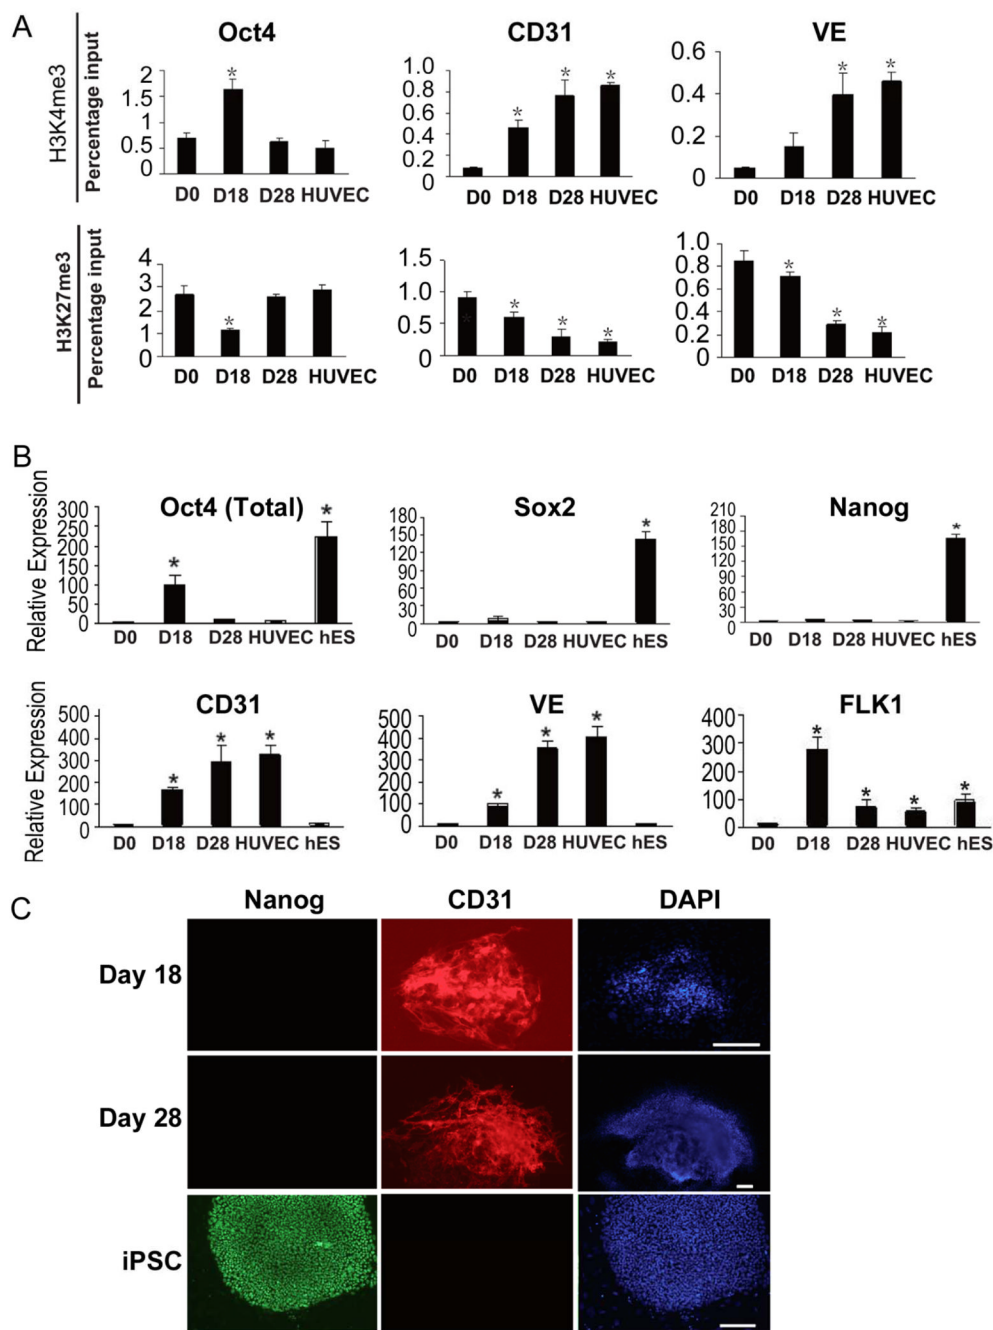 A
Oct4
CD31
VE
H3K4me3
Percentage input
2
1.5
1
0.5
0
*
D0 D18 D28 HUVEC
1.0
0.8
0.6
0.4
0.2
0
* * *
D0 D18 D28 HUVEC
0.6
0.4
0.2
0
* *
D0 D18 D28 HUVEC
H3K27me3
Percentage input
4
3
2
1
0
*
D0 D18 D28 HUVEC
1.5
1.0
0.5
0
* * * *
D0 D18 D28 HUVEC
1.0
0.8
0.6
0.4
0.2
0
* * *
D0 D18 D28 HUVEC
B
Relative Expression
Oct4 (Total)
300
250
200
150
100
50
0
* *
D0 D18 D28 HUVEC hES
Sox2
180
150
120
90
60
30
0
*
D0 D18 D28 HUVEC hES
Nanog
210
180
150
120
90
60
30
0
*
D0 D18 D28 HUVEC hES
Relative Expression
CD31
500
400
300
200
100
0
* * *
D0 D18 D28 HUVEC hES
VE
500
400
300
200
100
0
* * *
D0 D18 D28 HUVEC hES
FLK1
400
300
200
100
0
* * * *
D0 D18 D28 HUVEC hES
C
Nanog CD31 DAPI
Day 18
Day 28
iPSC